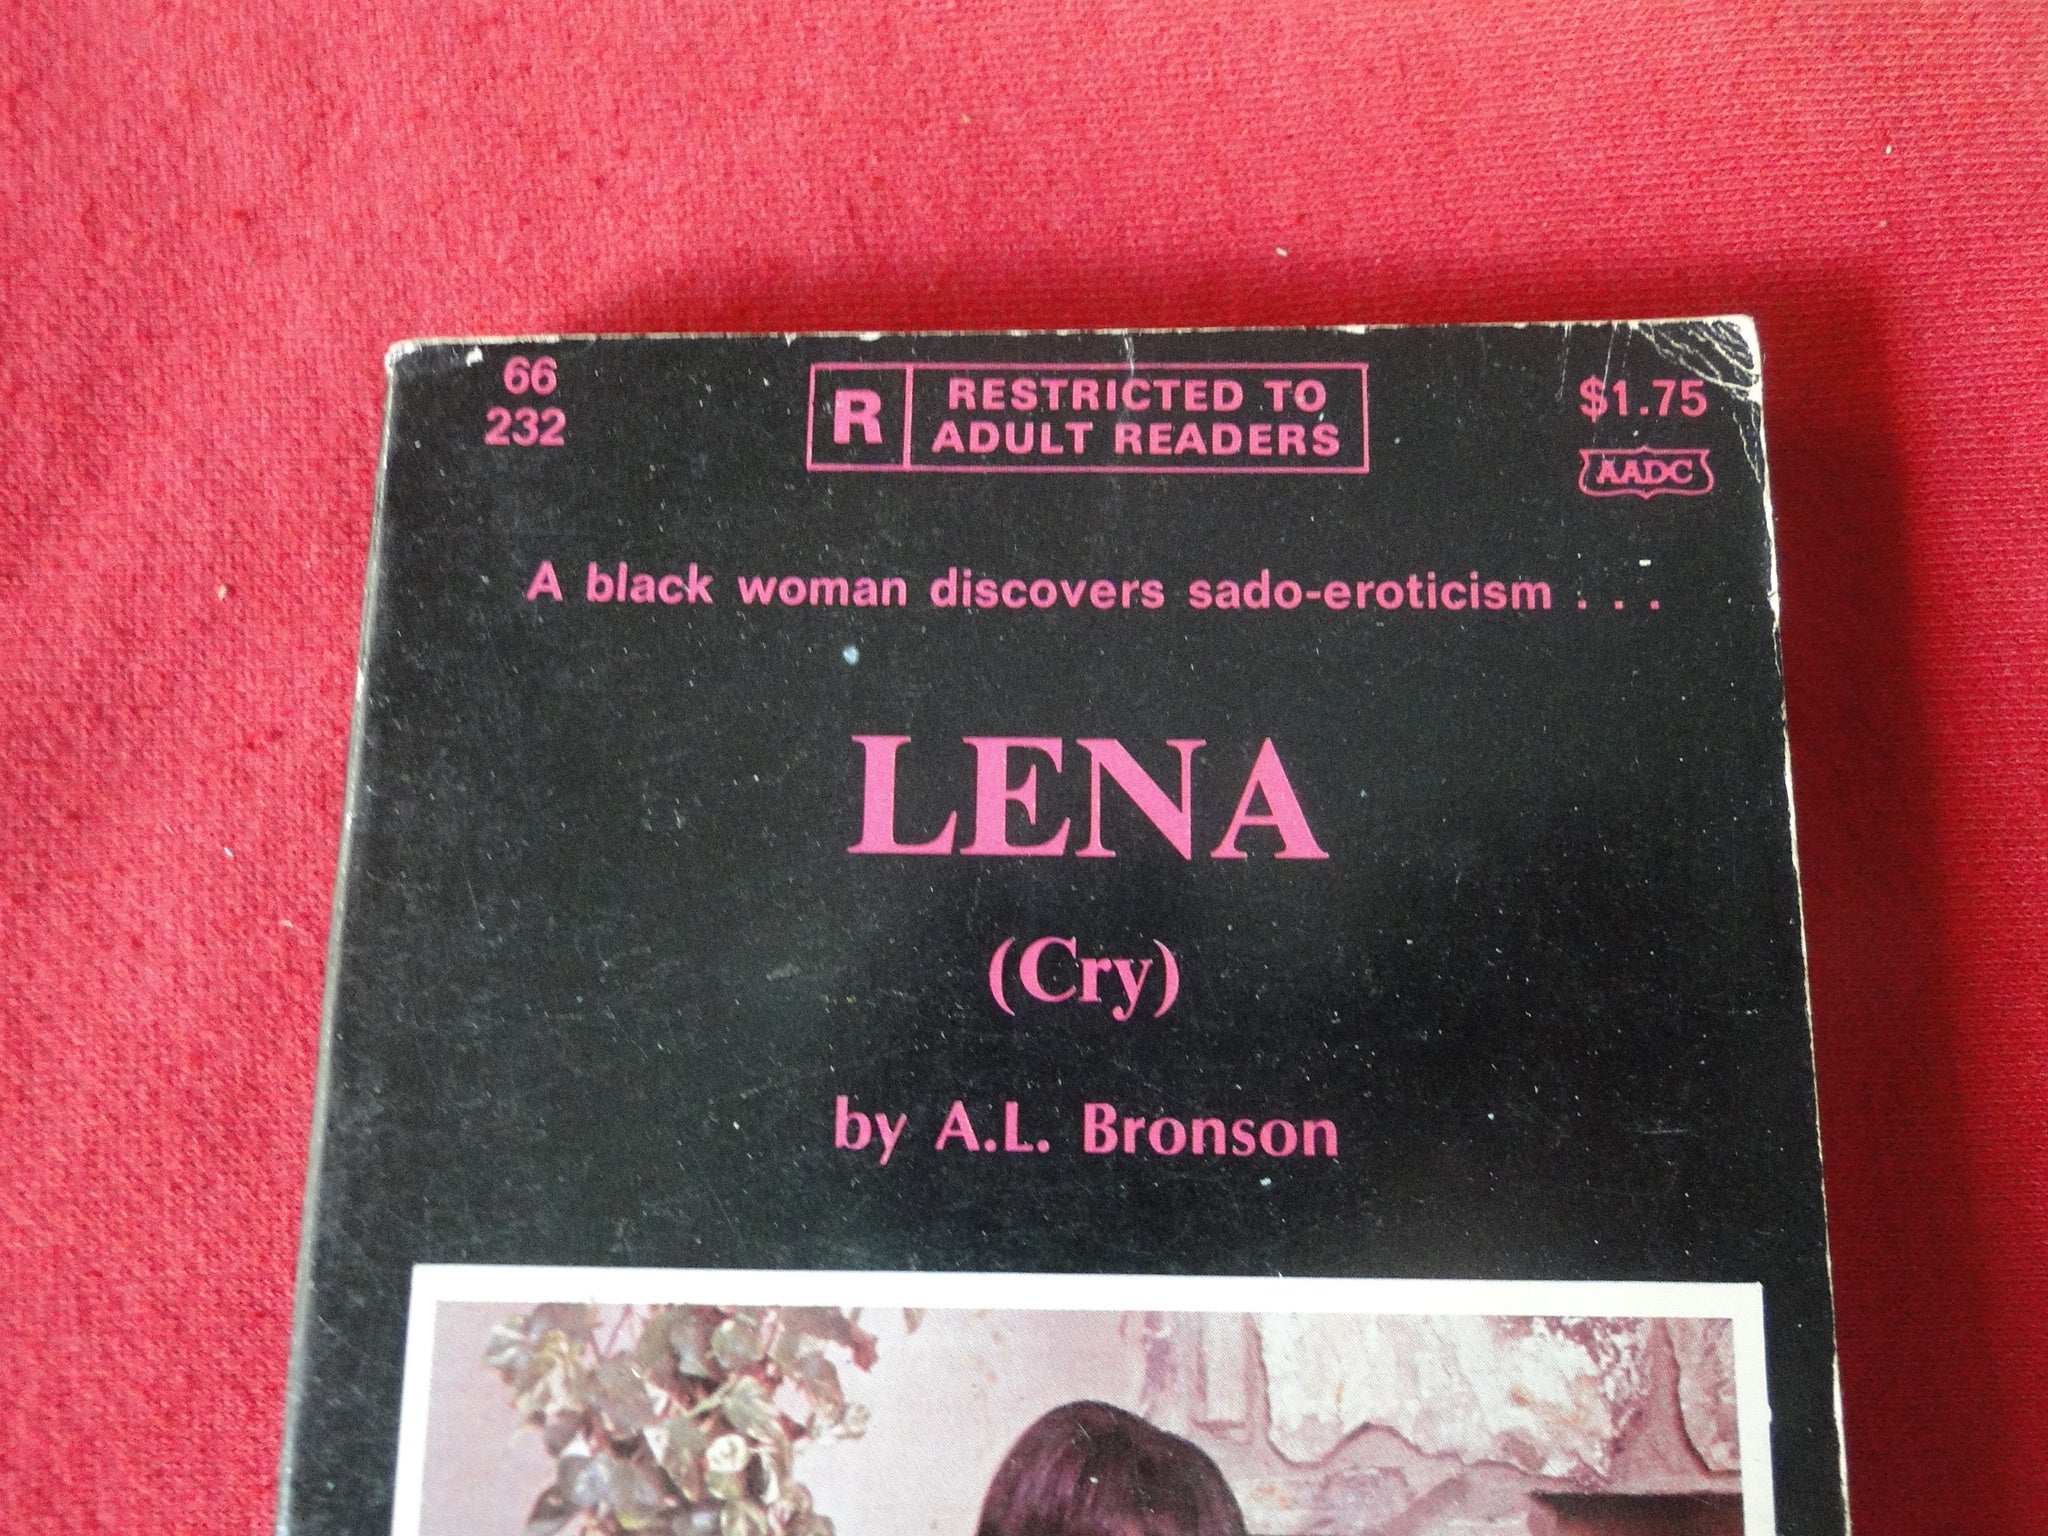 66
232
R
RESTRICTED TO
ADULT READERS
$1.75
AADC
A black woman discovers sado-eroticism . . .
LENA
(Cry)
by A.L. Bronson